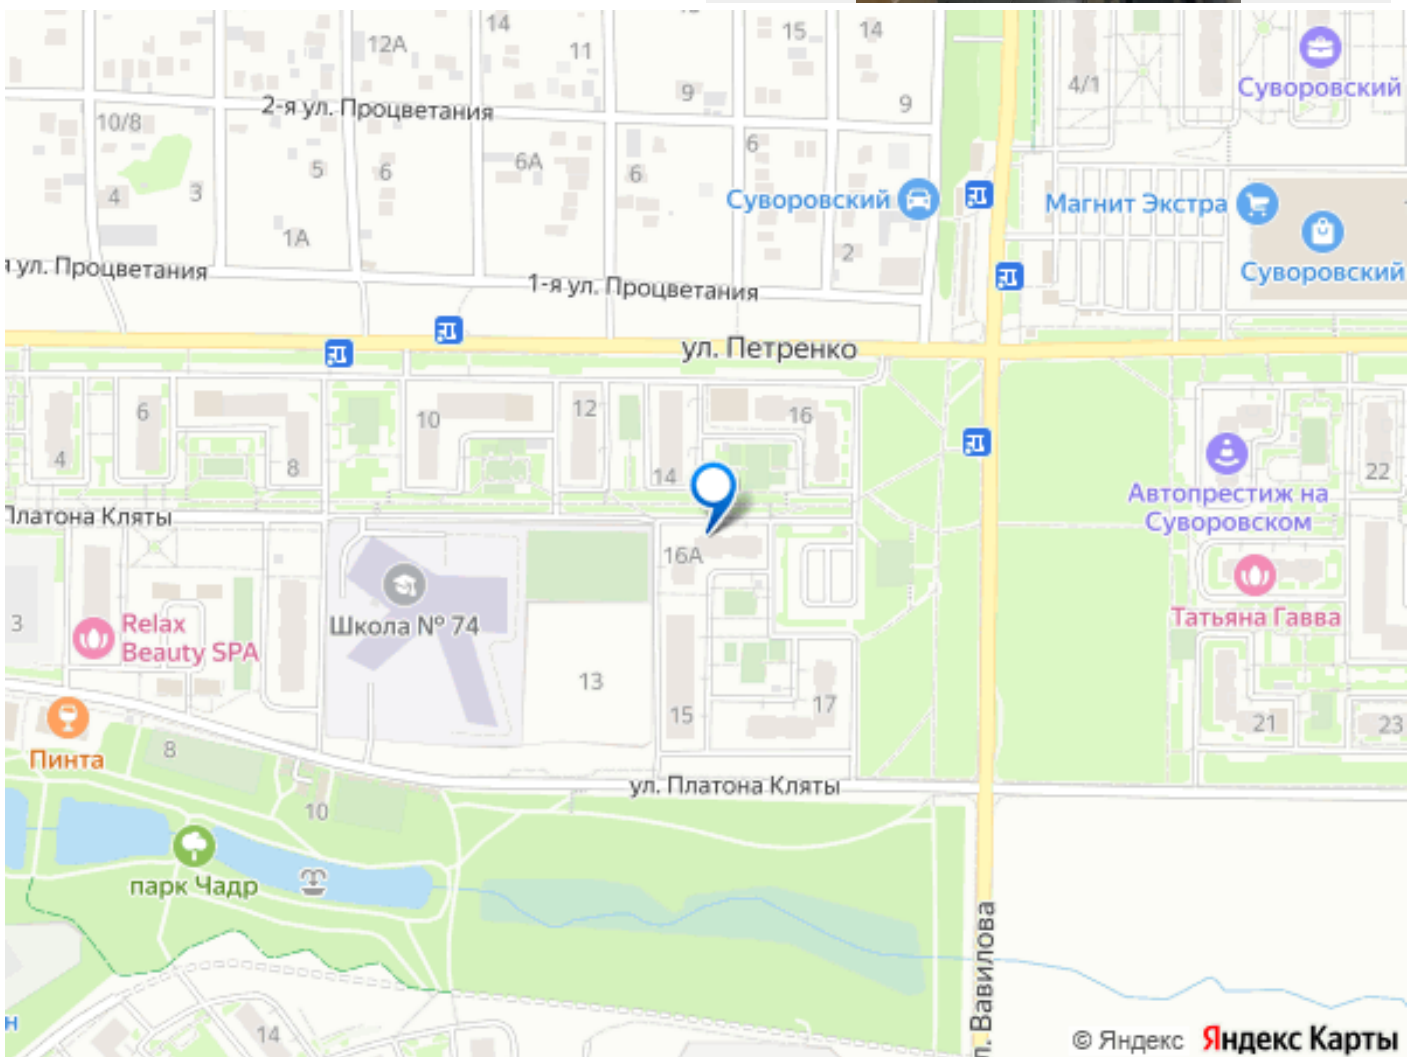 14
15
14
12А
11
4/1
Суворовский
9
9
2-я ул. Процветания
10/8
6
5
6
6А
6
4
3
Суворовский
Магнит Экстра
1А
2
я ул. Процветания
1-я ул. Процветания
Суворовский
ул. Петренко
6
10
12
16
4
8
14
22
Автопрестиж на
Суворовском
Платона Кляты
16А
Школа № 74
Татьяна Гавва
3
Relax
Beauty SPA
13
15
17
21
23
Пинта
8
ул. Платона Кляты
10
парк Чадр
л. Вавилова
н
14
© Яндекс Яндекс Карты